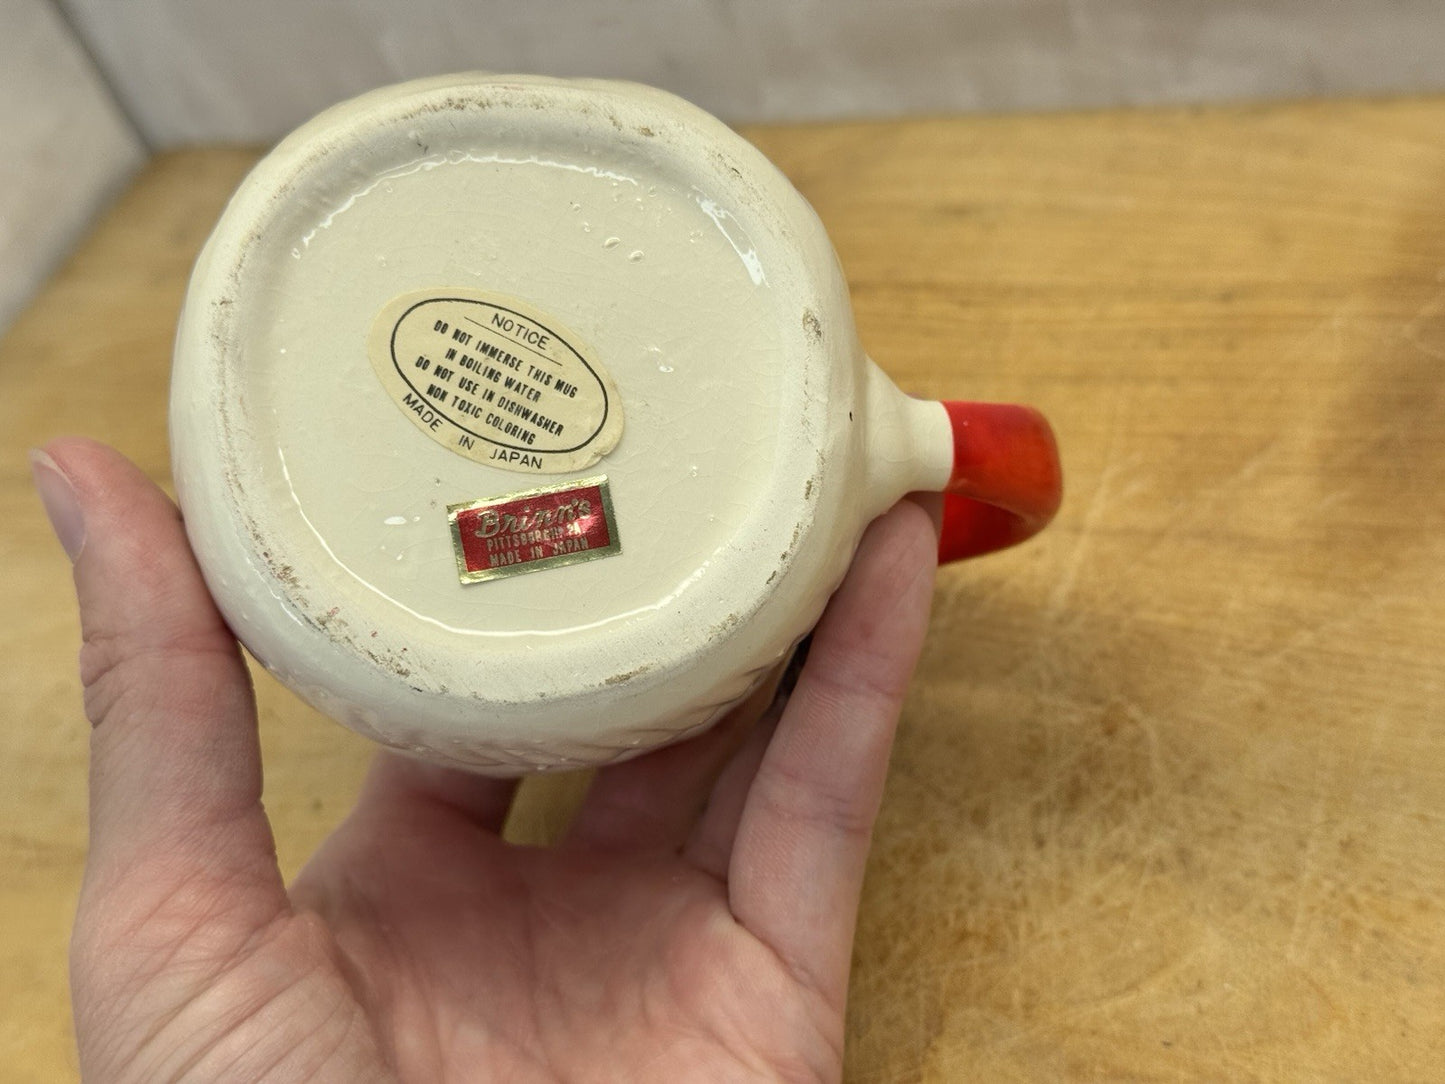 NOTICE
DO NOT IMMERSE THIS MUG
IN BOILING WATER
DO NOT USE IN DISHWASHER
NON TOXIC COLORING
MADE IN JAPAN
Brinn's
PITTSBURGH PA
MADE IN JAPAN